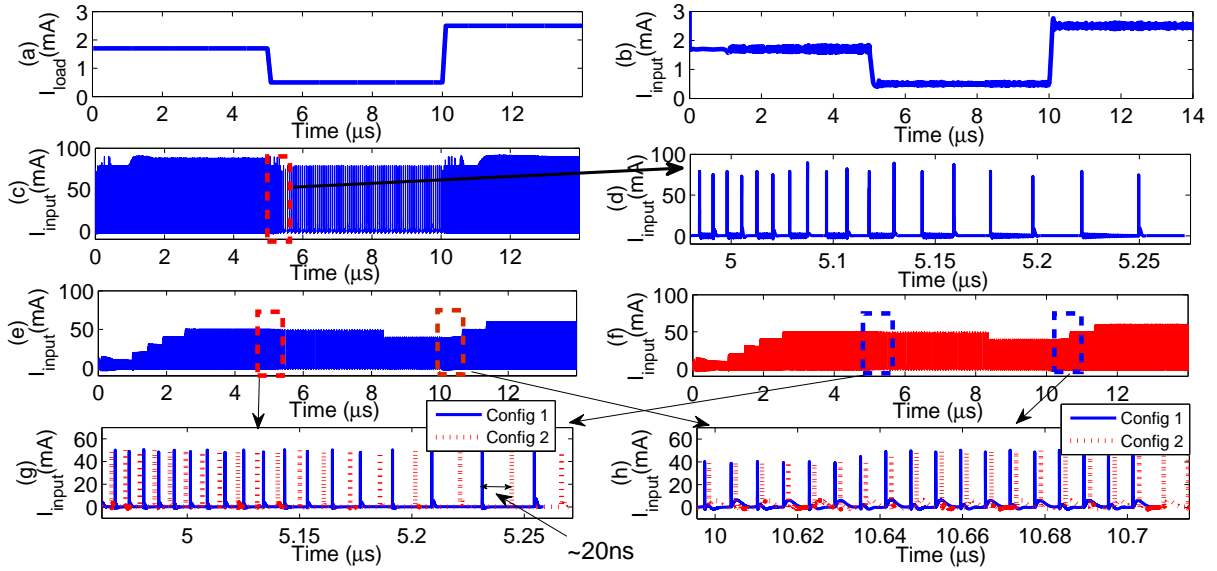 (a)
I_load(mA)
3
2
1
0
0 2 4 6 8 10 12
Time (μs)
(b)
I_input(mA)
3
2
1
0
0 2 4 6 8 10 12 14
Time (μs)
(c)
I_input(mA)
100
50
0
0 2 4 6 8 10 12
Time (μs)
(d)
I_input(mA)
100
50
0
5 5.1 5.15 5.2 5.25
Time (μs)
(e)
I_input(mA)
100
50
0
0 2 4 6 8 10 12
Time (μs)
(f)
I_input(mA)
100
50
0
0 2 4 6 8 10 12
Time (μs)
(g)
I_input(mA)
60
40
20
0
Config 1
Config 2
5 5.15 5.2 5.25
Time (μs)
~20ns
(h)
I_input(mA)
60
40
20
0
Config 1
Config 2
10 10.62 10.64 10.66 10.68 10.7
Time (μs)